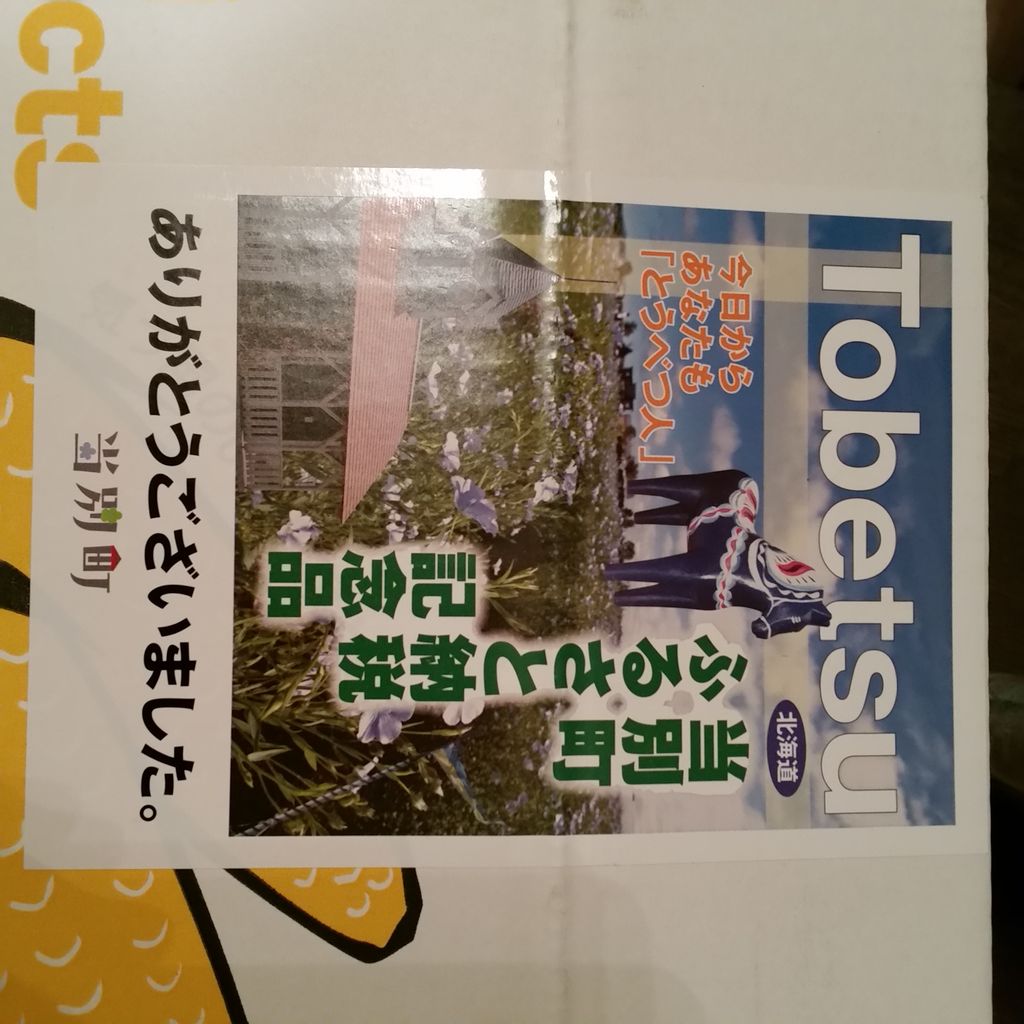 cts
Tobetsu
北海道
今日から
あなたも
「とうべつ人」
当別町
ふるさと納税
記念品
ありがとうございました。
当別町